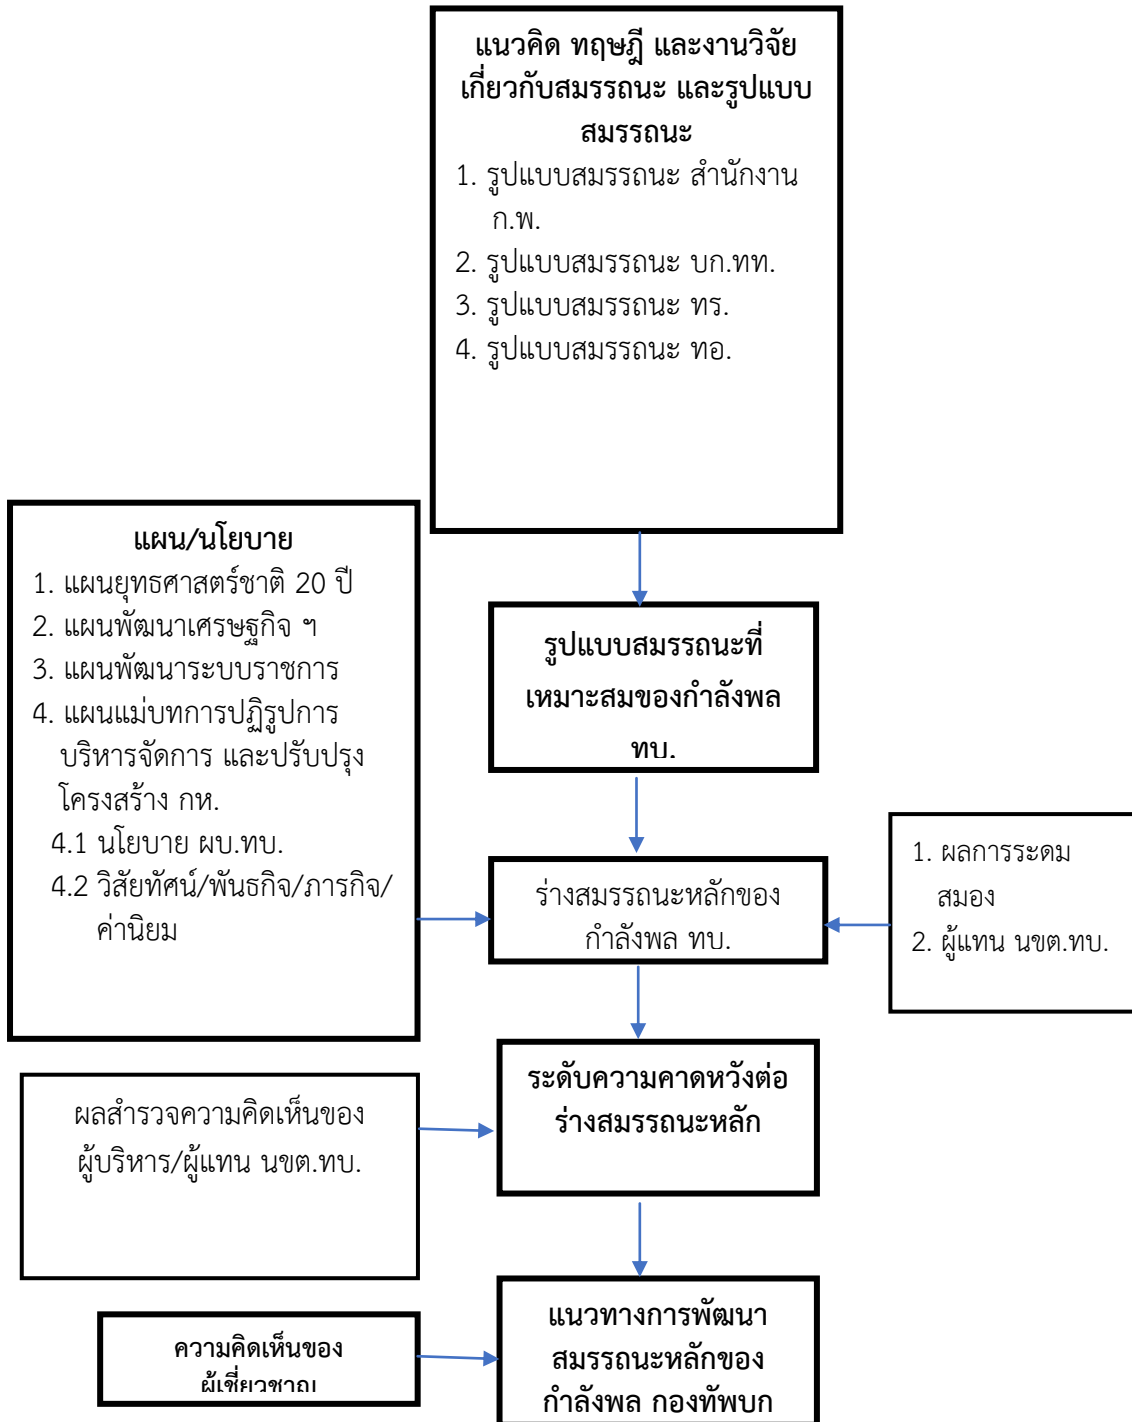 แนวคิด ทฤษฎี และงานวิจัย
เกี่ยวกับสมรรถนะ และรูปแบบ
สมรรถนะ
1. รูปแบบสมรรถนะ สำนักงาน
ก.พ.
2. รูปแบบสมรรถนะ บก.ทท.
3. รูปแบบสมรรถนะ ทร.
4. รูปแบบสมรรถนะ ทอ.
แผน/นโยบาย
1. แผนยุทธศาสตร์ชาติ 20 ปี
2. แผนพัฒนาเศรษฐกิจ ฯ
3. แผนพัฒนาระบบราชการ
4. แผนแม่บทการปฏิรูปการ
บริหารจัดการ และปรับปรุง
โครงสร้าง กห.
4.1 นโยบาย ผบ.ทบ.
4.2 วิสัยทัศน์/พันธกิจ/ภารกิจ/
ค่านิยม
รูปแบบสมรรถนะที่
เหมาะสมของกำลังพล
ทบ.
ร่างสมรรถนะหลักของ
กำลังพล ทบ.
1. ผลการระดม
สมอง
2. ผู้แทน นขต.ทบ.
ระดับความคาดหวังต่อ
ร่างสมรรถนะหลัก
ผลสำรวจความคิดเห็นของ
ผู้บริหาร/ผู้แทน นขต.ทบ.
แนวทางการพัฒนา
สมรรถนะหลักของ
กำลังพล กองทัพบก
ความคิดเห็นของ
ผู้เชี่ยวชาญ